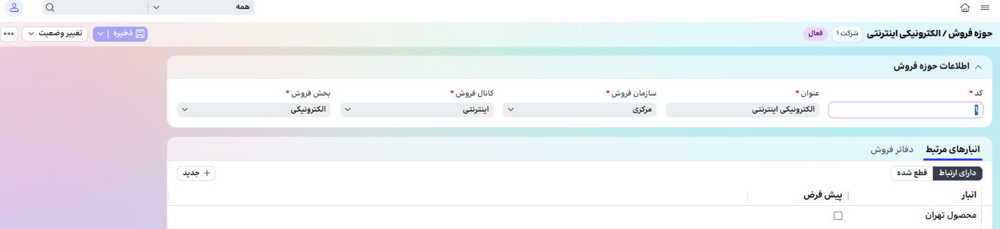 همه
حوزه فروش / الکترونیکی اینترنتی شرکت ۱ فعال ذخیره تغییر وضعیت
اطلاعات حوزه فروش
کد * عنوان * سازمان فروش * کانال فروش * بخش فروش *
۱ الکترونیکی اینترنتی مرکزی اینترنتی الکترونیکی
انبارهای مرتبط دفاتر فروش
دارای ارتباط قطع شده + جدید
انبار پیش فرض
محصول تهران